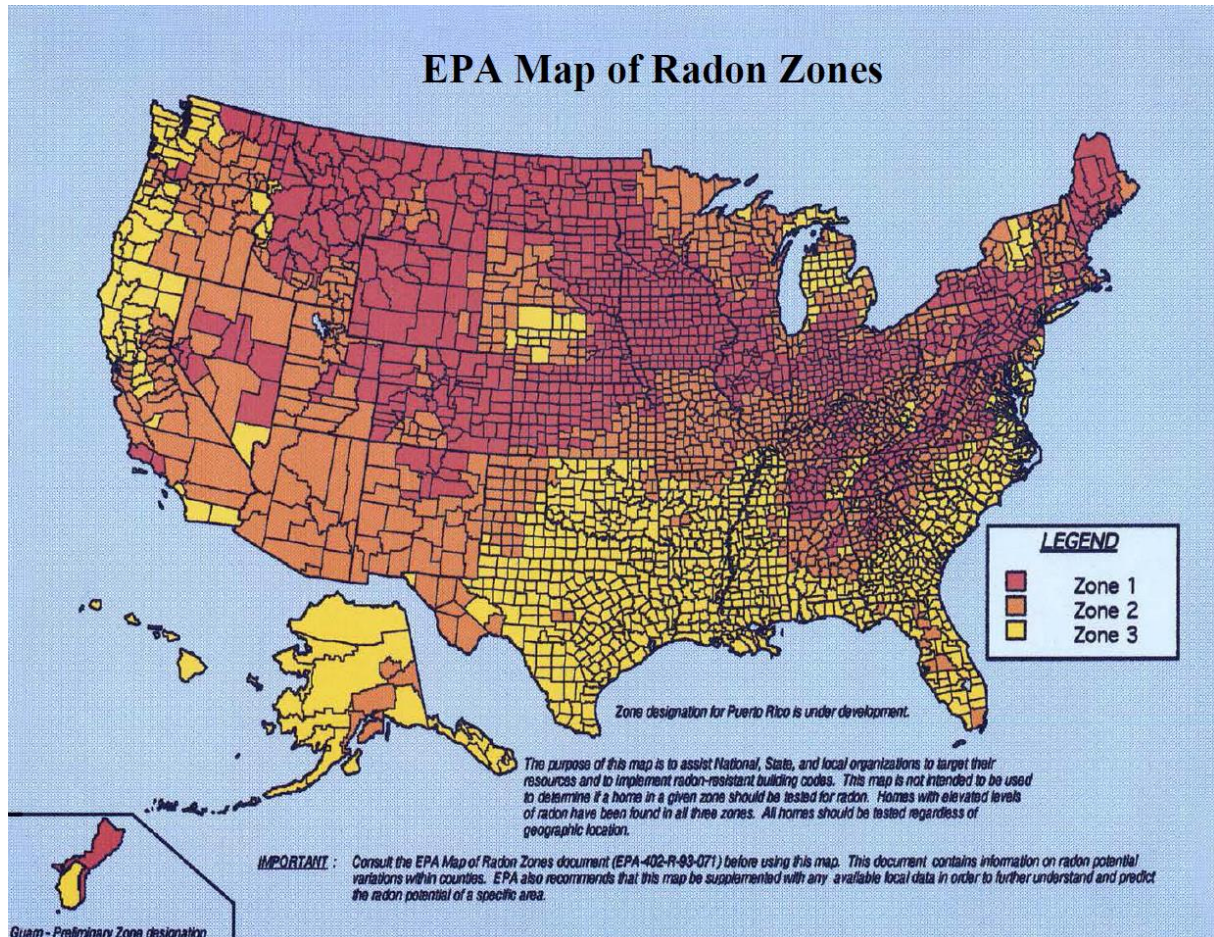 EPA Map of Radon Zones
LEGEND
Zone 1
Zone 2
Zone 3
Zone designation for Puerto Rico is under development.
The purpose of this map is to assist National, State, and local organizations to target their
resources and to implement radon-resistant building codes. This map is not intended to be used
to determine if a home in a given zone should be tested for radon. Homes with elevated levels
of radon have been found in all three zones. All homes should be tested regardless of
geographic location.
IMPORTANT : Consult the EPA Map of Radon Zones document (EPA-402-R-93-071) before using this map. This document contains information on radon potential
variations within counties. EPA also recommends that this map be supplemented with any available local data in order to further understand and predict
the radon potential of a specific area.
Guam - Preliminary Zone designation